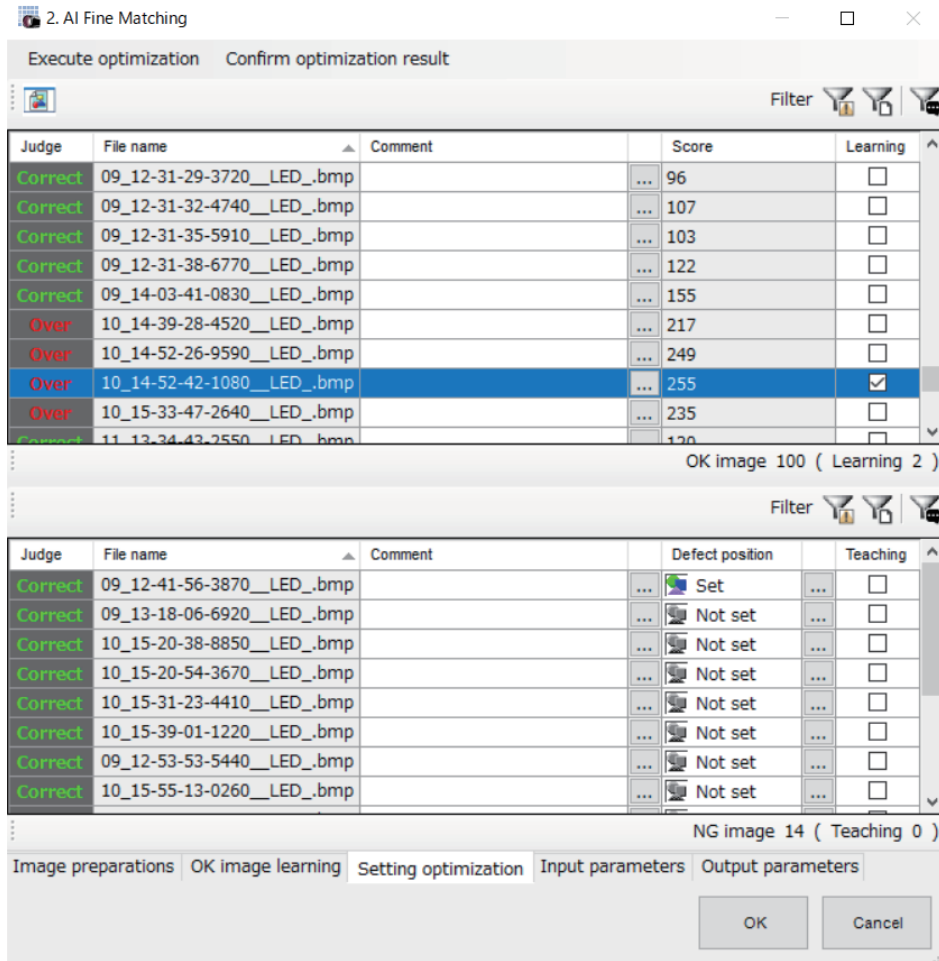 2. AI Fine Matching
Execute optimization Confirm optimization result
Filter
Judge File name Comment Score Learning
Correct 09_12-31-29-3720__LED_.bmp ... 96
Correct 09_12-31-32-4740__LED_.bmp ... 107
Correct 09_12-31-35-5910__LED_.bmp ... 103
Correct 09_12-31-38-6770__LED_.bmp ... 122
Correct 09_14-03-41-0830__LED_.bmp ... 155
Over 10_14-39-28-4520__LED_.bmp ... 217
Over 10_14-52-26-9590__LED_.bmp ... 249
Over 10_14-52-42-1080__LED_.bmp ... 255
Over 10_15-33-47-2640__LED_.bmp ... 235
Correct 11_13-34-43-2550__LED_.bmp ... 120
OK image 100 ( Learning 2 )
Filter
Judge File name Comment Defect position Teaching
Correct 09_12-41-56-3870__LED_.bmp ... Set ...
Correct 09_13-18-06-6920__LED_.bmp ... Not set ...
Correct 10_15-20-38-8850__LED_.bmp ... Not set ...
Correct 10_15-20-54-3670__LED_.bmp ... Not set ...
Correct 10_15-31-23-4410__LED_.bmp ... Not set ...
Correct 10_15-39-01-1220__LED_.bmp ... Not set ...
Correct 09_12-53-53-5440__LED_.bmp ... Not set ...
Correct 10_15-55-13-0260__LED_.bmp ... Not set ...
NG image 14 ( Teaching 0 )
Image preparations OK image learning Setting optimization Input parameters Output parameters
OK Cancel